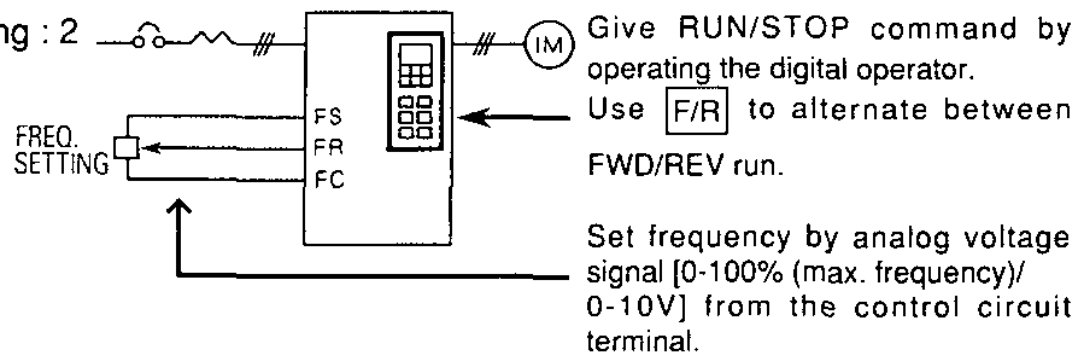 ng : 2
IM
Give RUN/STOP command by
operating the digital operator.
Use F/R to alternate between
FWD/REV run.
FREQ.
SETTING
FS
FR
FC
Set frequency by analog voltage
signal [0-100% (max. frequency)/
0-10V] from the control circuit
terminal.